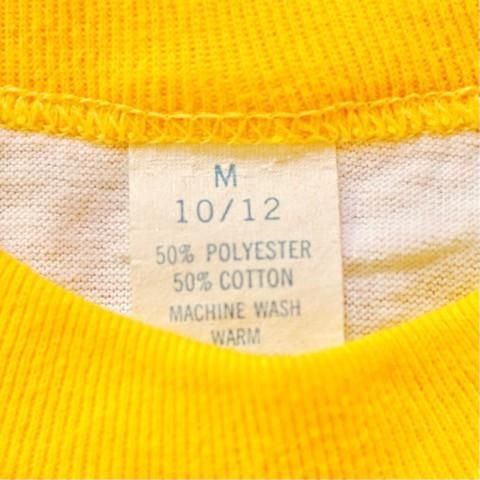 M
10/12
50% POLYESTER
50% COTTON
MACHINE WASH
WARM